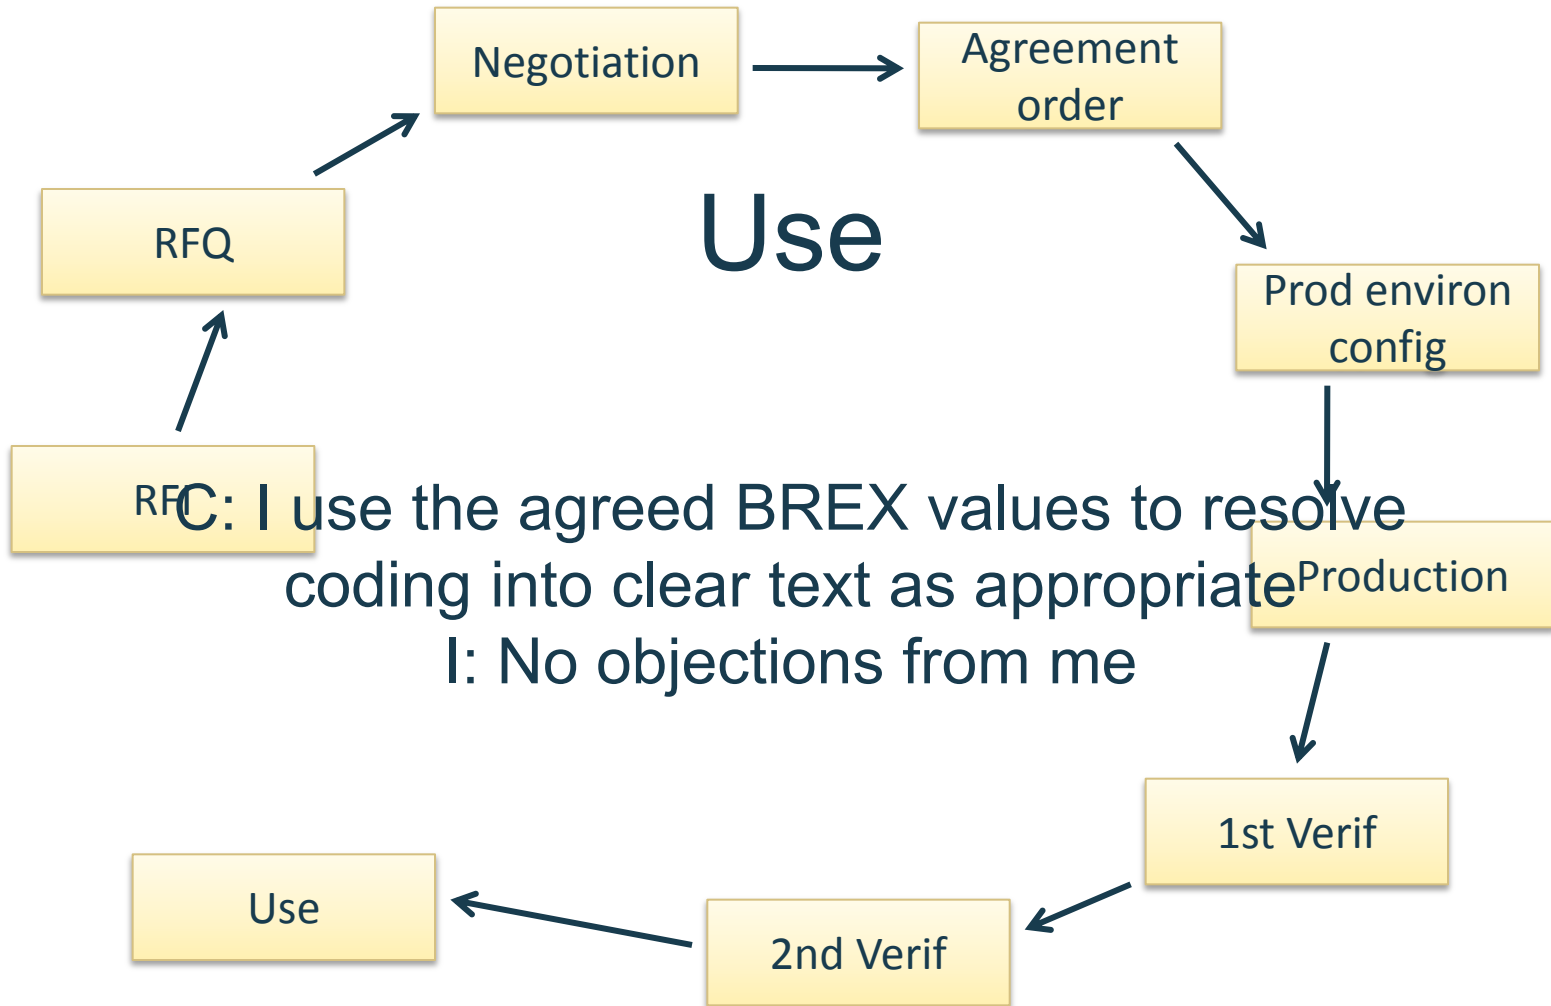 Negotiation
Agreement
order
RFQ
Use
Prod environ
config
RFI
C: I use the agreed BREX values to resolve
coding into clear text as appropriate
I: No objections from me
Production
1st Verif
Use
2nd Verif